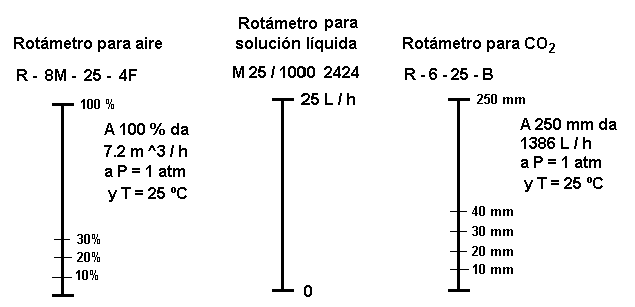 Rotámetro para aire
R - 8M - 25 - 4F
100 %
A 100 % da
7.2 m ^3 / h
a P = 1 atm
y T = 25 ºC
30%
20%
10%
Rotámetro para
solución líquida
M 25 / 1000 2424
25 L / h
0
Rotámetro para CO2
R - 6 - 25 - B
250 mm
A 250 mm da
1386 L / h
a P = 1 atm
y T = 25 ºC
40 mm
30 mm
20 mm
10 mm